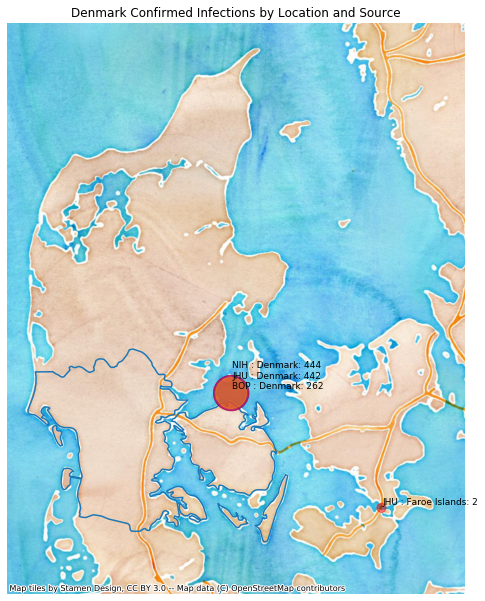 Denmark Confirmed Infections by Location and Source
NIH : Denmark: 444
JHU : Denmark: 442
BOP : Denmark: 262
JHU : Faroe Islands: 2
Map tiles by Stamen Design, CC BY 3.0 -- Map data (C) OpenStreetMap contributors